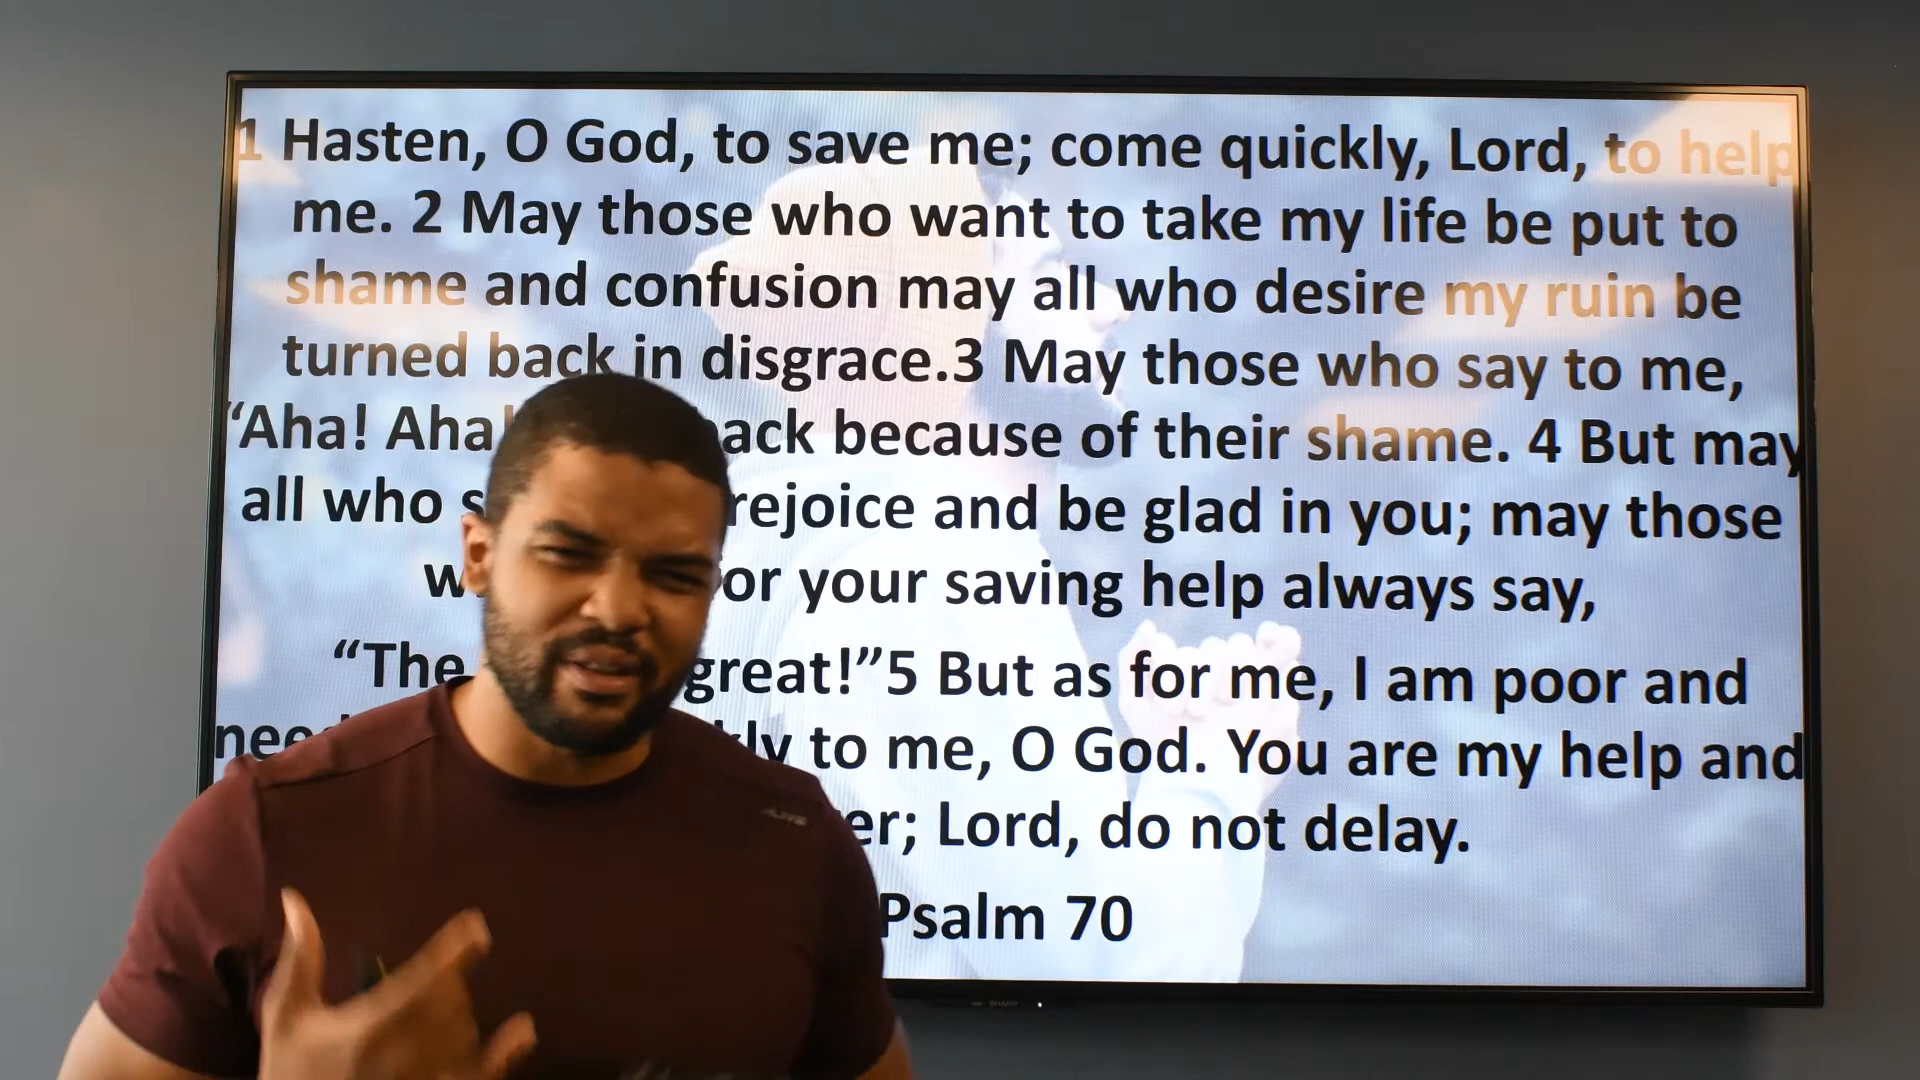 1 Hasten, O God, to save me; come quickly, Lord, to help
me. 2 May those who want to take my life be put to
shame and confusion may all who desire my ruin be
turned back in disgrace.3 May those who say to me,
“Aha! Aha back because of their shame. 4 But may
all who rejoice and be glad in you; may those
your saving help always say,
“The great!”5 But as for me, I am poor and
to me, O God. You are my help and
Lord, do not delay.
Psalm 70